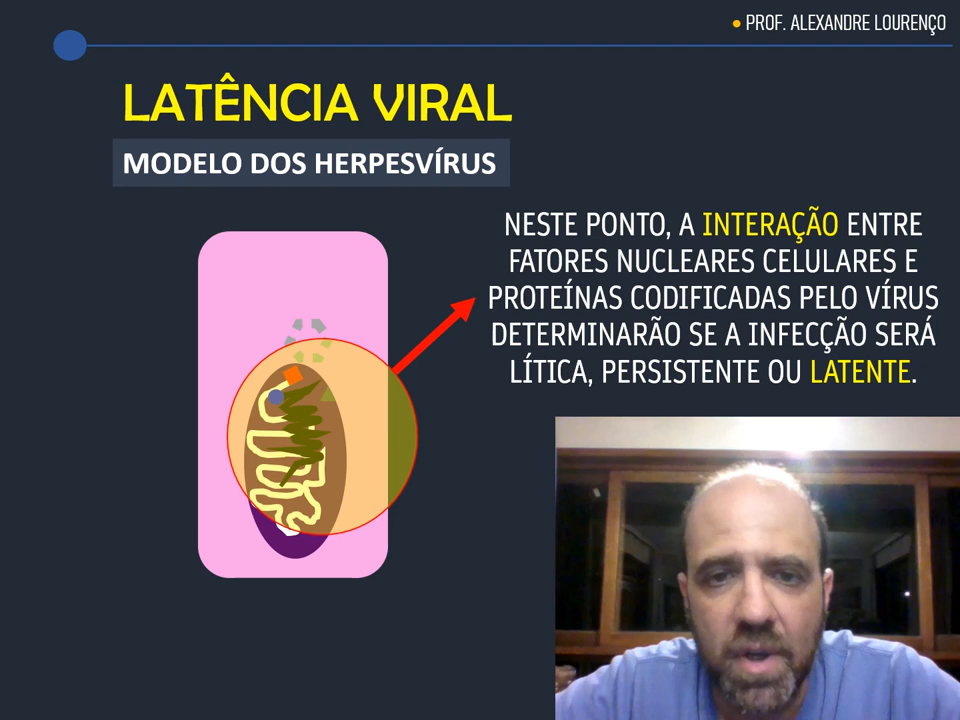 PROF. ALEXANDRE LOURENÇO
LATÊNCIA VIRAL
MODELO DOS HERPESVÍRUS
NESTE PONTO, A INTERAÇÃO ENTRE
FATORES NUCLEARES CELULARES E
PROTEÍNAS CODIFICADAS PELO VÍRUS
DETERMINARÃO SE A INFECÇÃO SERÁ
LÍTICA, PERSISTENTE OU LATENTE.